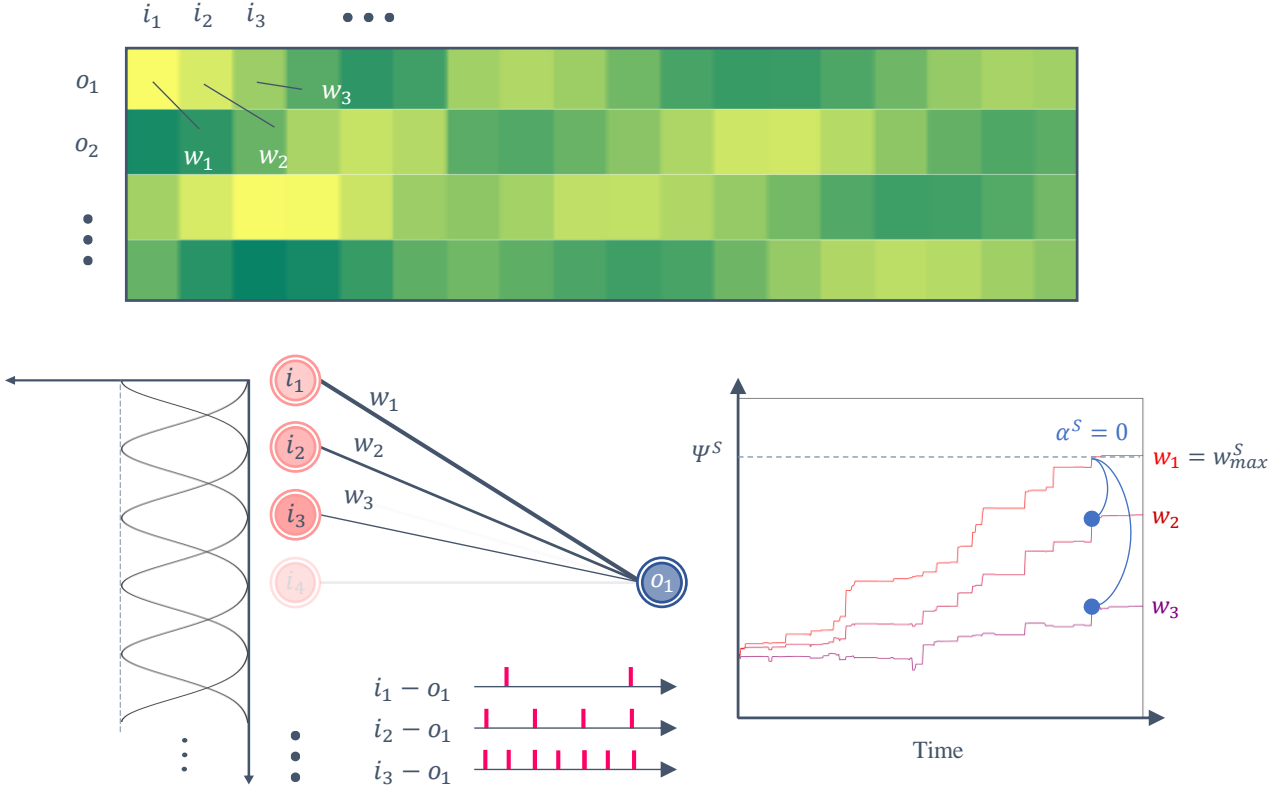 i₁ i₂ i₃ •••
o₁
w₃
o₂
w₁ w₂
i₁
w₁
i₂
w₂
i₃
w₃
i₄
o₁
i₁ − o₁
i₂ − o₁
i₃ − o₁
αˢ = 0
Ψˢ
w₁ = wˢₘₐₓ
w₂
w₃
Time